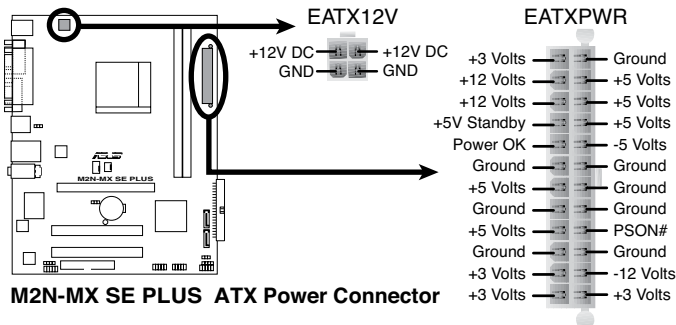 EATX12V
EATXPWR
+12V DC +12V DC
GND GND
+3 Volts Ground
+12 Volts +5 Volts
+12 Volts +5 Volts
+5V Standby +5 Volts
Power OK -5 Volts
Ground Ground
+5 Volts Ground
Ground Ground
+5 Volts PSON#
Ground Ground
+3 Volts -12 Volts
+3 Volts +3 Volts
ASUS
M2N-MX SE PLUS
M2N-MX SE PLUS ATX Power Connector